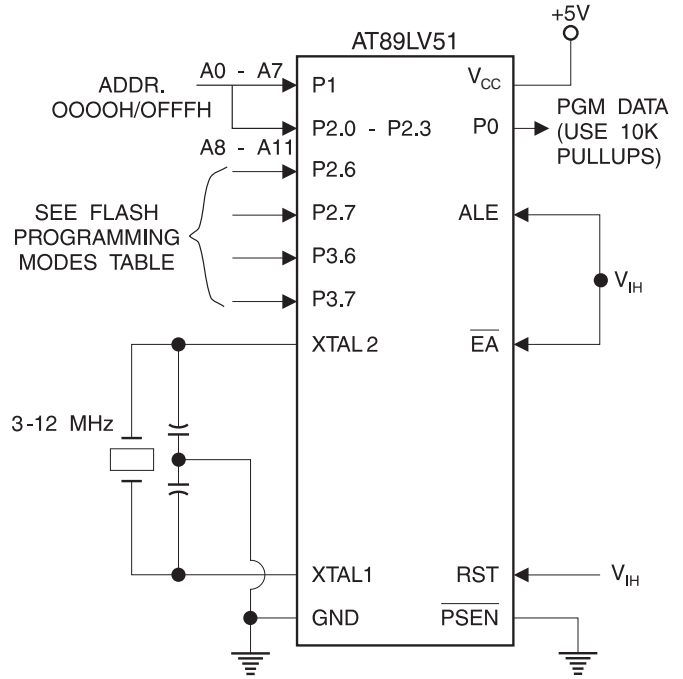 +5V
AT89LV51
A0 - A7
ADDR.
OOOOH/OFFFH
P1
VCC
P2.0 - P2.3
P0
PGM DATA
(USE 10K
PULLUPS)
A8 - A11
P2.6
SEE FLASH
PROGRAMMING
MODES TABLE
P2.7
ALE
P3.6
VIH
P3.7
XTAL 2
EA
3-12 MHz
XTAL1
RST
VIH
GND
PSEN